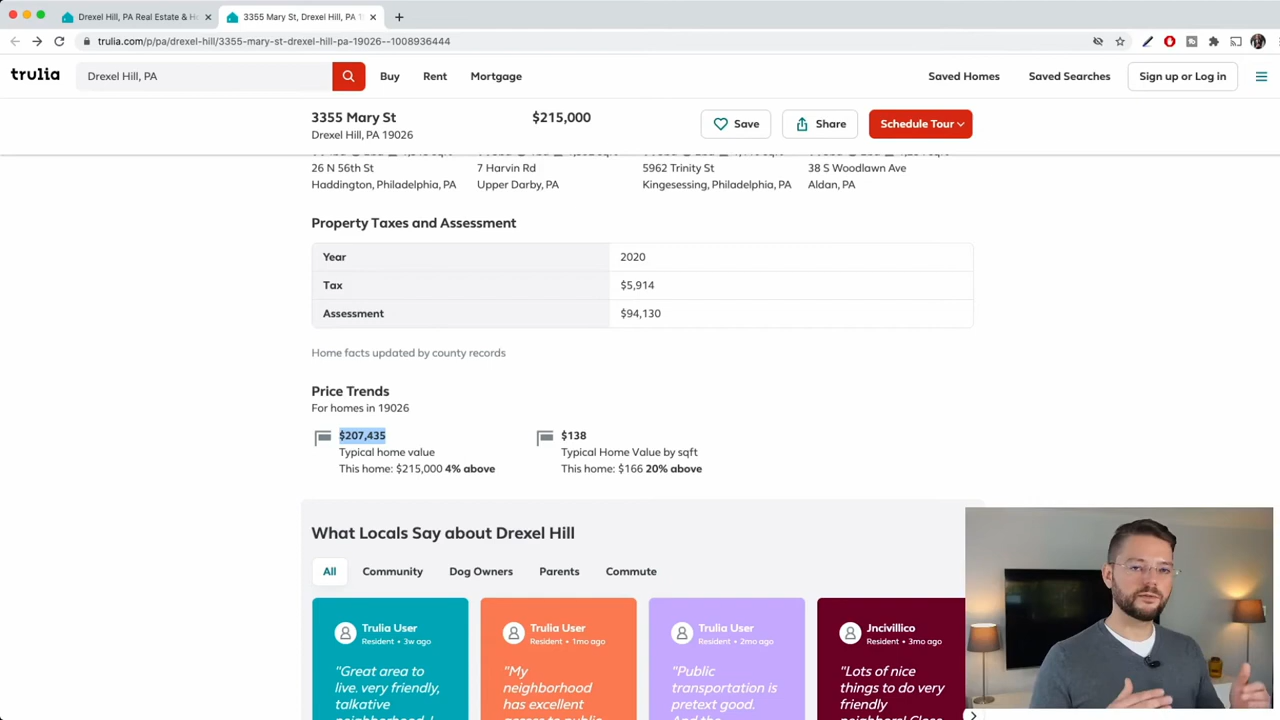 Drexel Hill, PA Real Estate & Ho
3355 Mary St, Drexel Hill, PA 1
trulia.com/p/pa/drexel-hill/3355-mary-st-drexel-hill-pa-19026--1008936444
trulia
Drexel Hill, PA
Buy
Rent
Mortgage
Saved Homes
Saved Searches
Sign up or Log in
3355 Mary St
$215,000
Drexel Hill, PA 19026
Save
Share
Schedule Tour
26 N 56th St
7 Harvin Rd
5962 Trinity St
38 S Woodlawn Ave
Haddington, Philadelphia, PA
Upper Darby, PA
Kingesessing, Philadelphia, PA
Aldan, PA
Property Taxes and Assessment
Year
2020
Tax
$5,914
Assessment
$94,130
Home facts updated by county records
Price Trends
For homes in 19026
$207,435
Typical home value
This home: $215,000 4% above
$138
Typical Home Value by sqft
This home: $166 20% above
What Locals Say about Drexel Hill
All
Community
Dog Owners
Parents
Commute
Trulia User
Resident • 3w ago
"Great area to
live. very friendly,
talkative
Trulia User
Resident • 1mo ago
"My
neighborhood
has excellent
Trulia User
Resident • 2mo ago
"Public
transportation is
pretext good.
And the
Jncivillico
Resident • 3mo ago
"Lots of nice
things to do very
friendly